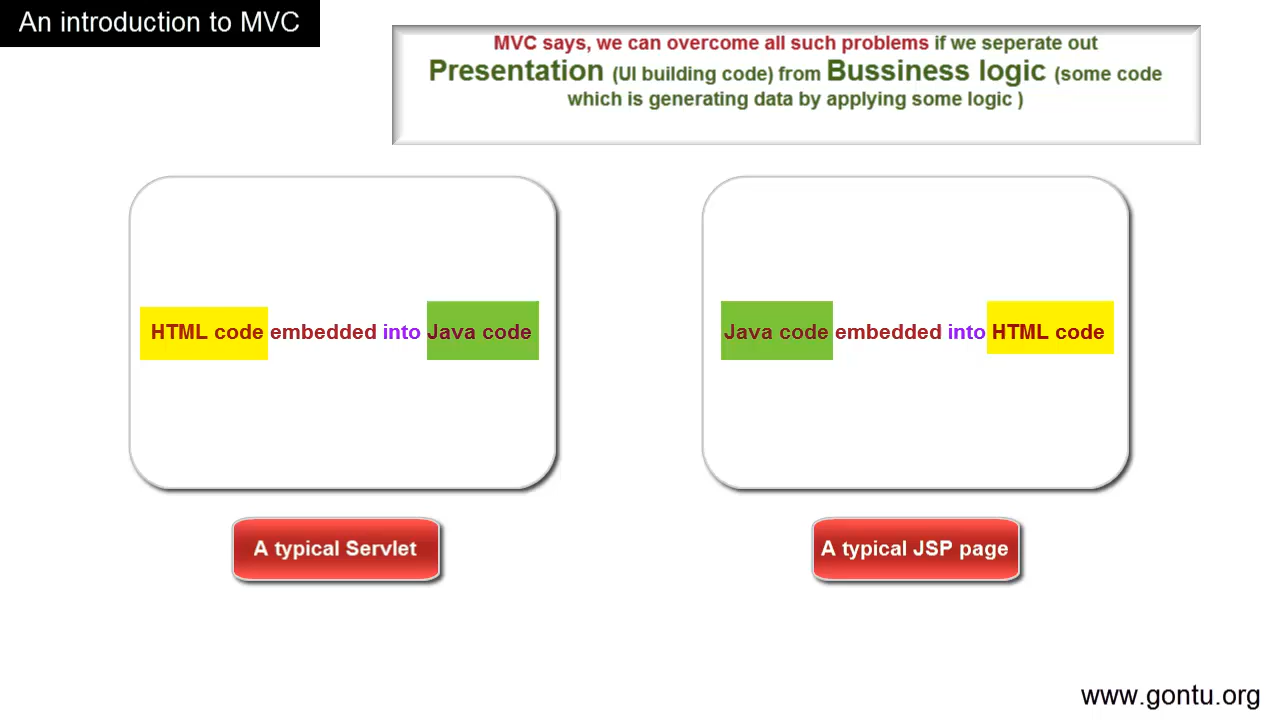 An introduction to MVC
MVC says, we can overcome all such problems if we seperate out
Presentation (UI building code) from Bussiness logic (some code
which is generating data by applying some logic )
HTML code embedded into Java code
Java code embedded into HTML code
A typical Servlet
A typical JSP page
www.gontu.org